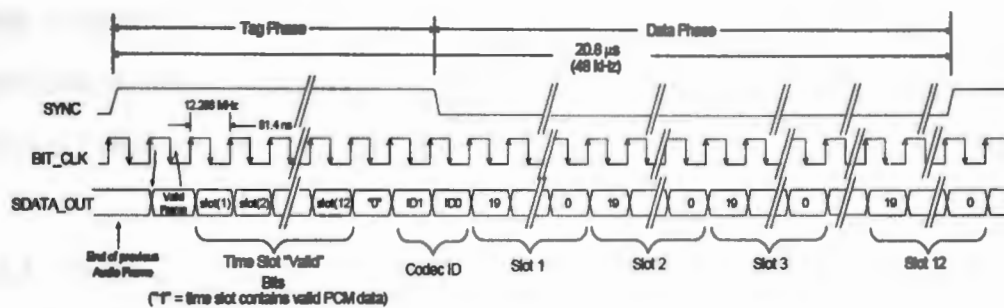 Tag Phase
Data Phase
20.8 µs
(48 kHz)
SYNC
12.288 MHz
81.4 ns
BIT_CLK
SDATA_OUT
Valid Frame slot(1) slot(2) slot(12 "0" ID1 ID0 19 0 19 0 19 0 19 0
End of previous
Audio Frame
Time Slot "Valid"
Bits
("1" = time slot contains valid PCM data)
Codec ID
Slot 1
Slot 2
Slot 3
Slot 12